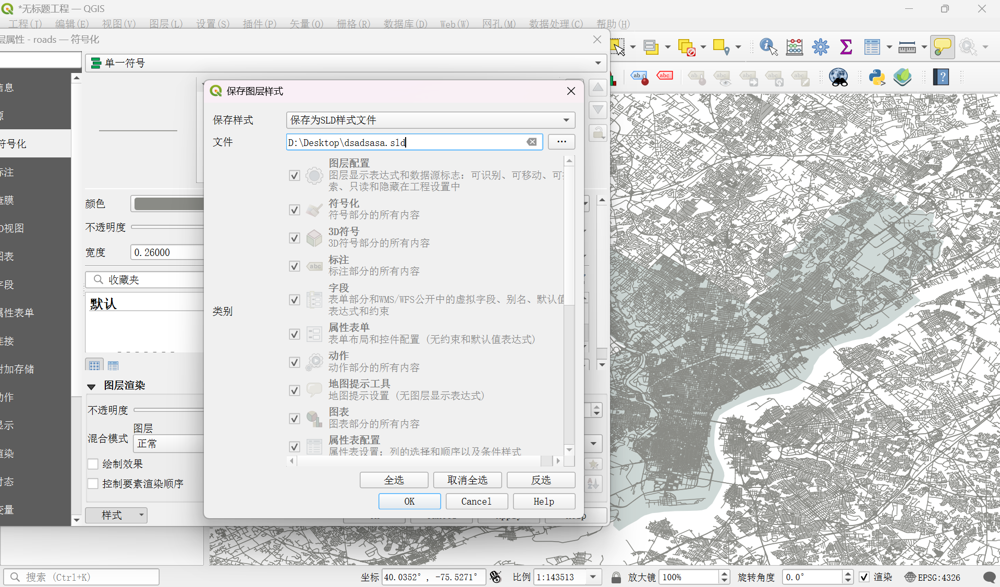 *无标题工程 — QGIS
工程(J) 编辑(E) 视图(V) 图层(L) 设置(S) 插件(P) 矢量(O) 栅格(R) 数据库(D) Web(W) 网孔(M) 数据处理(C) 帮助(H)
层属性 - roads — 符号化
单一符号
信息
源
符号化
标注
掩膜
3D视图
图表
字段
属性表单
连接
附加存储
动作
显示
渲染
时态
变量
颜色
不透明度
宽度 0.26000
收藏夹
默认
图层渲染
不透明度
图层
混合模式 正常
绘制效果
控制要素渲染顺序
样式
保存图层样式
保存样式 保存为SLD样式文件
文件 D:\Desktop\dsadsasa.sld
...
类别
图层配置
图层显示表达式和数据源标志: 可识别、可移动、可
索、只读和隐藏在工程设置中
符号化
符号部分的所有内容
3D符号
3D符号部分的所有内容
abc
标注
标注部分的所有内容
字段
表单部分和WMS/WFS公开中的虚拟字段、别名、默认值
表达式和约束
属性表单
表单布局和控件配置 (无约束和默认值表达式)
动作
动作部分的所有内容
地图提示工具
地图提示设置 (无图层显示表达式)
图表
图表部分的所有内容
属性表配置
属性表设置: 列的选择和顺序以及条件样式
全选 取消全选 反选
OK Cancel Help
搜索 (Ctrl+K)
坐标 40.0352° , -75.5271° 比例 1:143513 放大镜 100% 旋转角度 0.0° 渲染 EPSG:4326